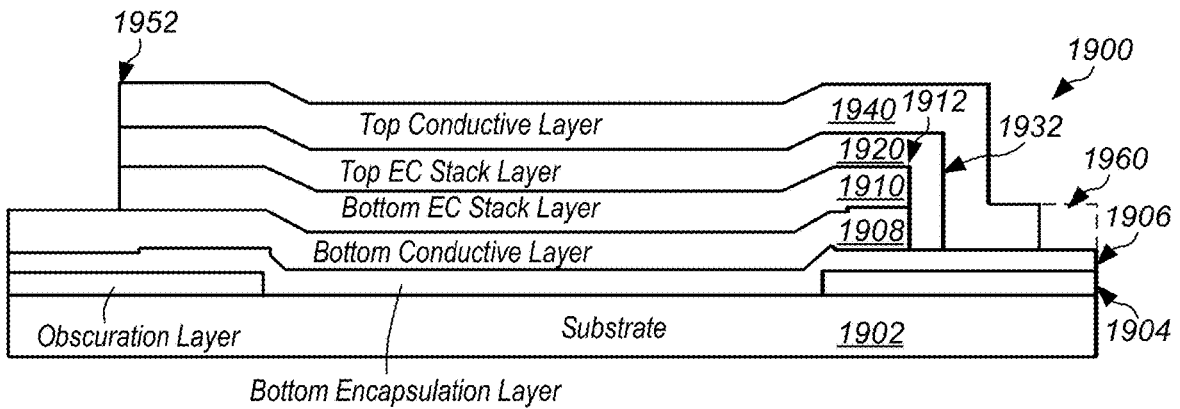 1952
1900
1940
1912
Top Conductive Layer
1932
1920
Top EC Stack Layer
1960
1910
Bottom EC Stack Layer
1906
1908
Bottom Conductive Layer
Obscuration Layer
Substrate
1902
1904
Bottom Encapsulation Layer